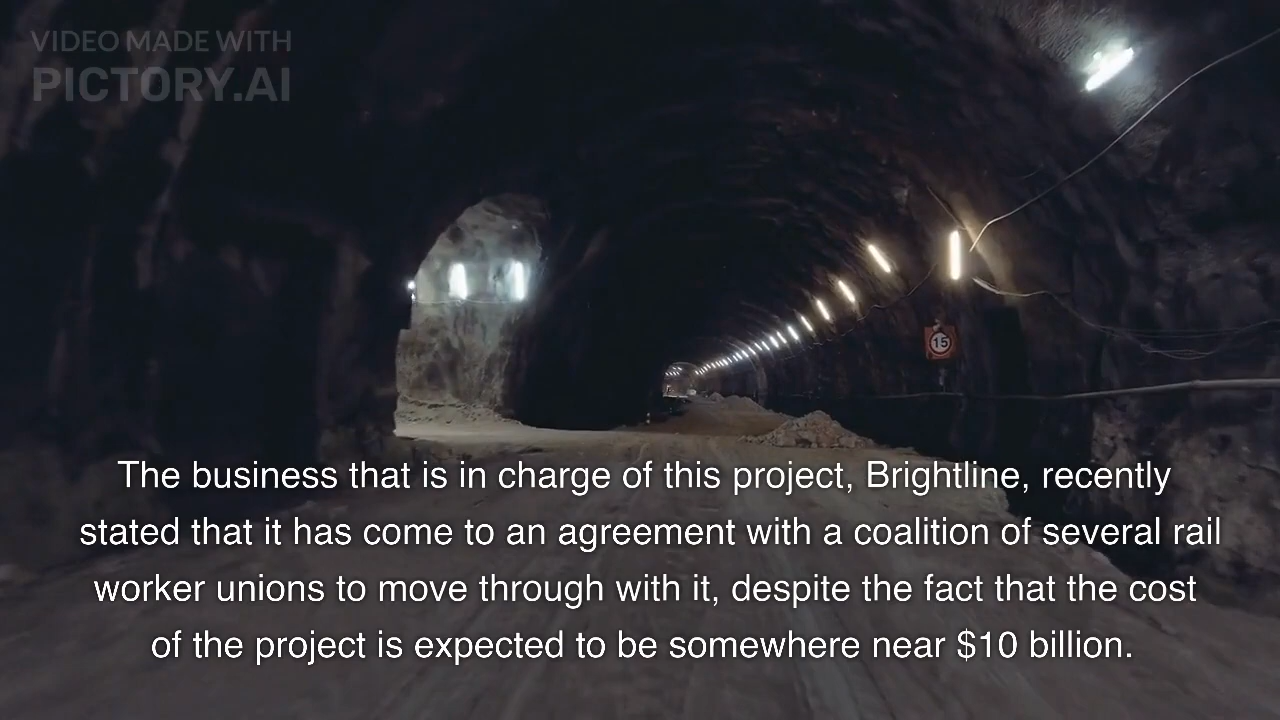 VIDEO MADE WITH
PICTORY.AI
15
The business that is in charge of this project, Brightline, recently
stated that it has come to an agreement with a coalition of several rail
worker unions to move through with it, despite the fact that the cost
of the project is expected to be somewhere near $10 billion.